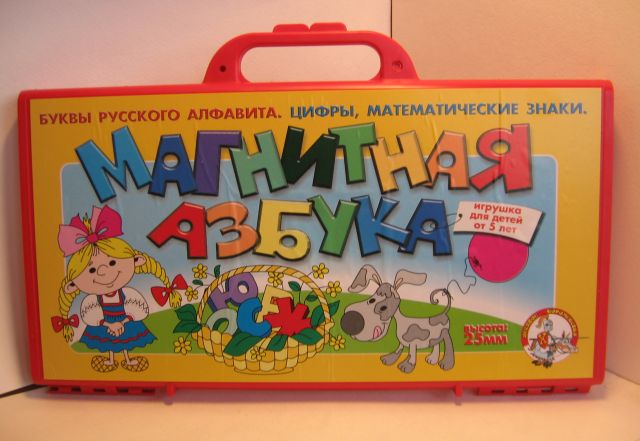 БУКВЫ РУССКОГО АЛФАВИТА. ЦИФРЫ, МАТЕМАТИЧЕСКИЕ ЗНАКИ.
МАГНИТНАЯ
АЗБУКА
игрушка
для детей
от 5 лет
Ю Б
О С Ж
высота:
25мм